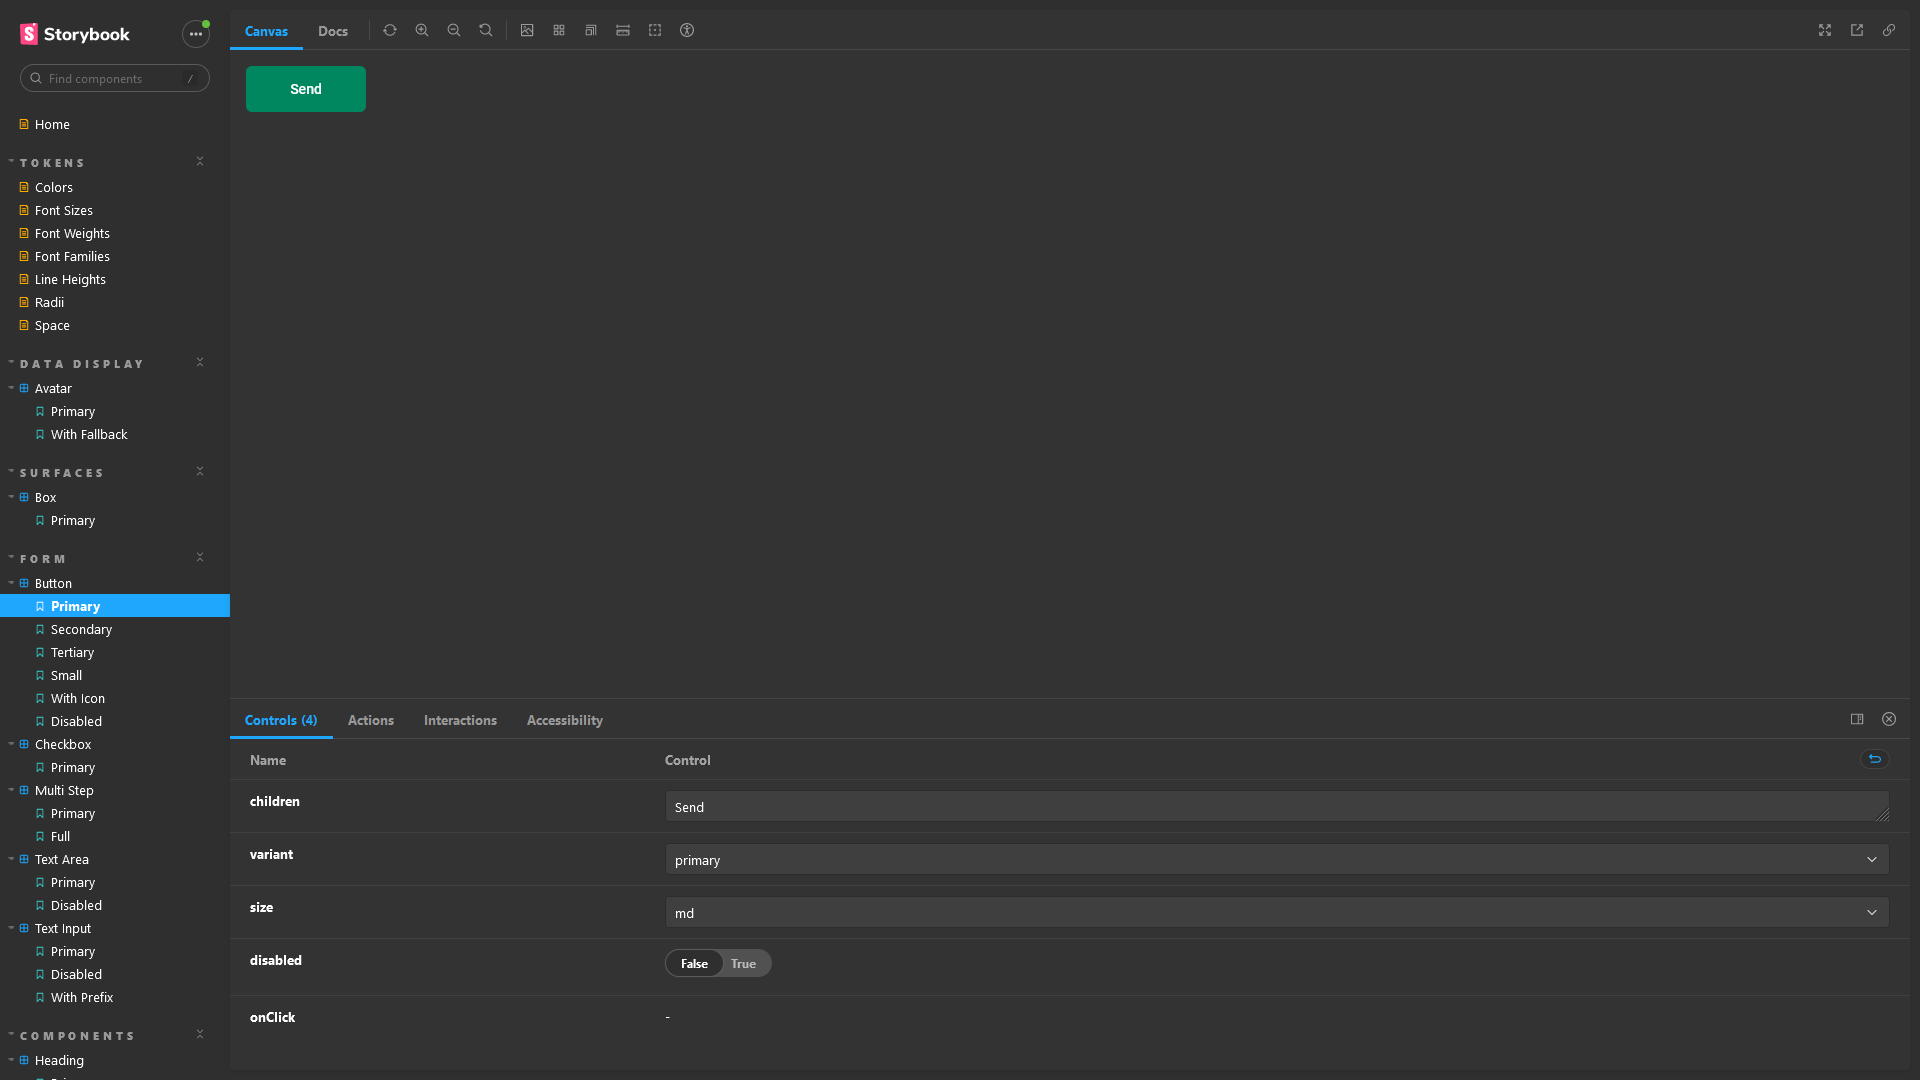 Storybook
Find components
/
Home
TOKENS
Colors
Font Sizes
Font Weights
Font Families
Line Heights
Radii
Space
DATA DISPLAY
Avatar
Primary
With Fallback
SURFACES
Box
Primary
FORM
Button
Primary
Secondary
Tertiary
Small
With Icon
Disabled
Checkbox
Primary
Multi Step
Primary
Full
Text Area
Primary
Disabled
Text Input
Primary
Disabled
With Prefix
COMPONENTS
Heading
Canvas Docs
Send
Controls (4) Actions Interactions Accessibility
Name Control
children Send
variant primary
size md
disabled False True
onClick -